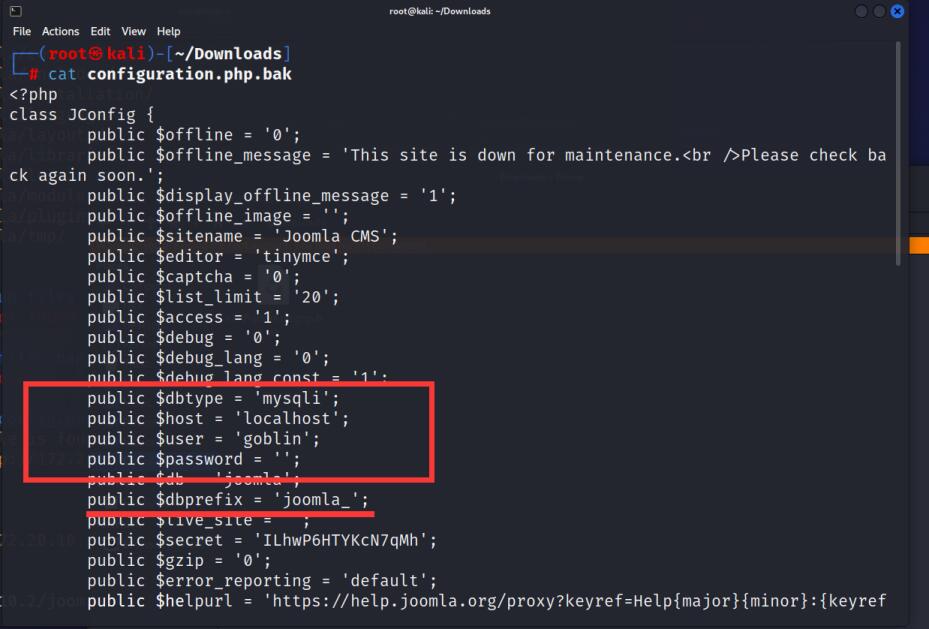 root@kali: ~/Downloads
File Actions Edit View Help
┌──(root㉿kali)-[~/Downloads]
└─# cat configuration.php.bak
<?php
class JConfig {
public $offline = '0';
public $offline_message = 'This site is down for maintenance.<br />Please check ba
ck again soon.';
public $display_offline_message = '1';
public $offline_image = '';
public $sitename = 'Joomla CMS';
public $editor = 'tinymce';
public $captcha = '0';
public $list_limit = '20';
public $access = '1';
public $debug = '0';
public $debug_lang = '0';
public $debug_lang_const = '1';
public $dbtype = 'mysqli';
public $host = 'localhost';
public $user = 'goblin';
public $password = '';
public $db = 'joomla';
public $dbprefix = 'joomla_';
public $live_site = '';
public $secret = 'ILhwP6HTYKcN7qMh';
public $gzip = '0';
public $error_reporting = 'default';
public $helpurl = 'https://help.joomla.org/proxy?keyref=Help{major}{minor}:{keyref